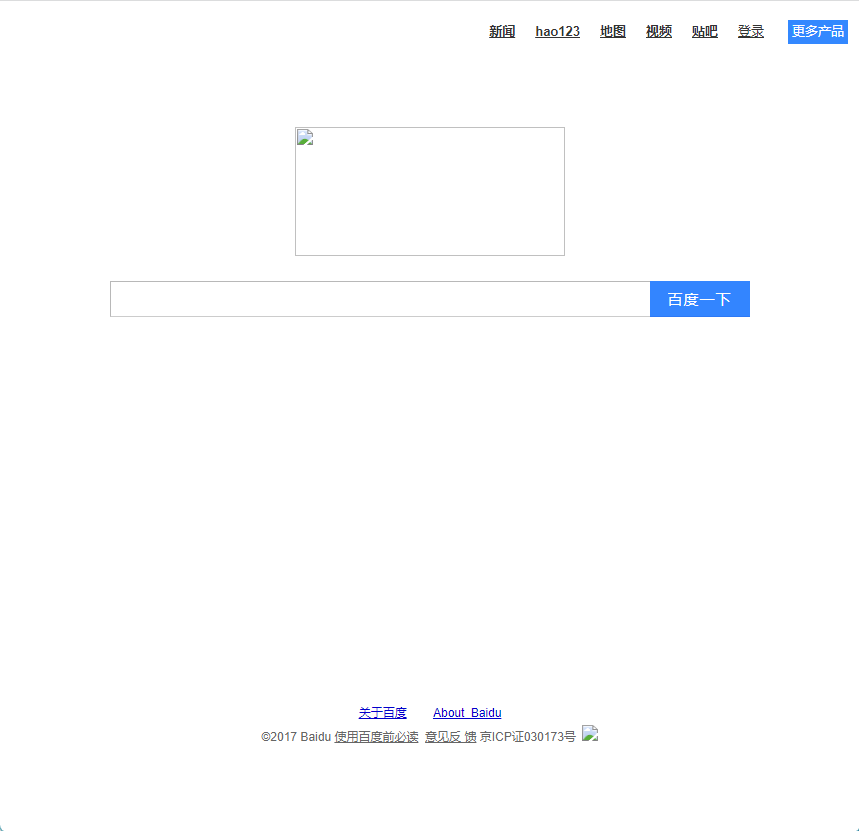 新闻 hao123 地图 视频 贴吧 登录 更多产品
百度一下
关于百度 About Baidu
©2017 Baidu 使用百度前必读 意见反 馈 京ICP证030173号